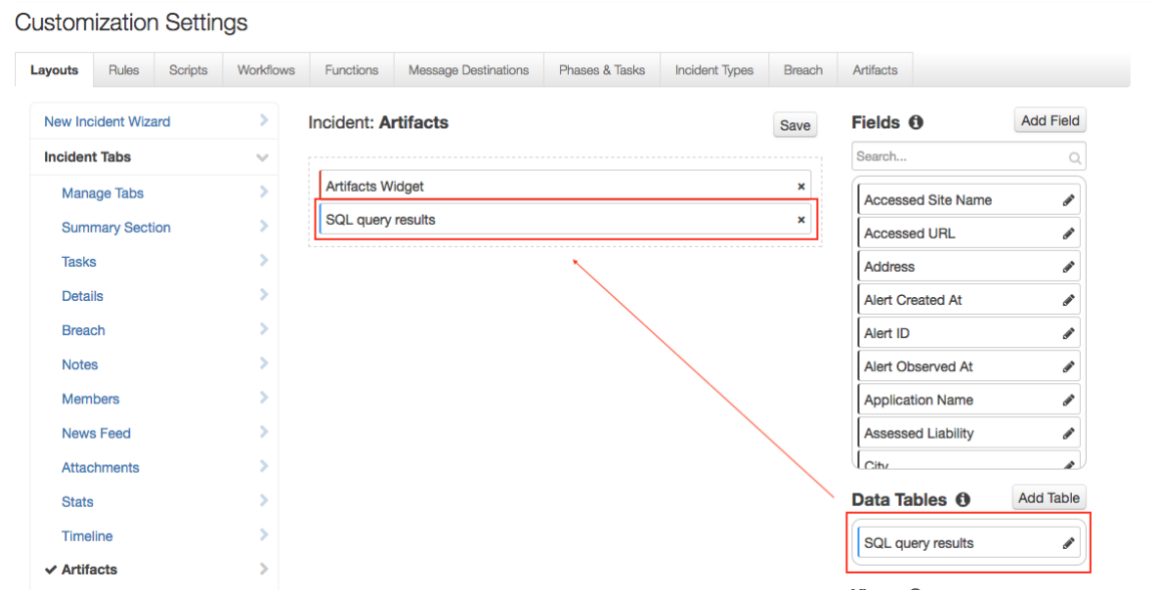 Customization Settings
Layouts Rules Scripts Workflows Functions Message Destinations Phases & Tasks Incident Types Breach Artifacts
New Incident Wizard
Incident Tabs
Manage Tabs
Summary Section
Tasks
Details
Breach
Notes
Members
News Feed
Attachments
Stats
Timeline
Artifacts
Incident: Artifacts
Save
Artifacts Widget
SQL query results
Fields
Add Field
Search...
Accessed Site Name
Accessed URL
Address
Alert Created At
Alert ID
Alert Observed At
Application Name
Assessed Liability
City
Data Tables
Add Table
SQL query results